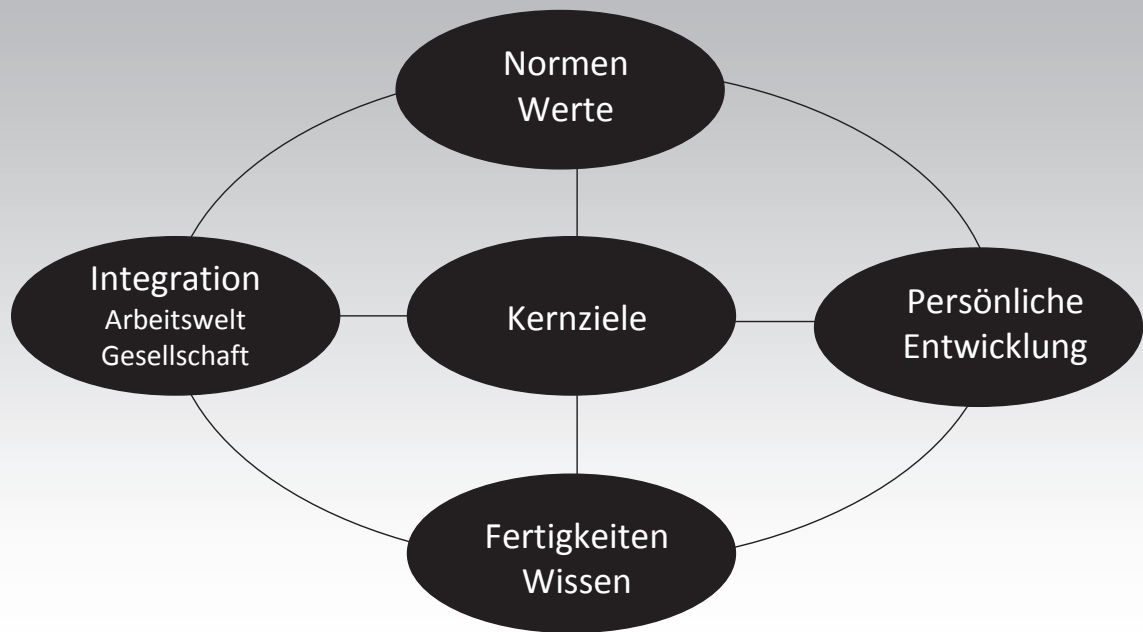 Normen
Werte
Integration
Arbeitswelt
Gesellschaft
Kernziele
Persönliche
Entwicklung
Fertigkeiten
Wissen